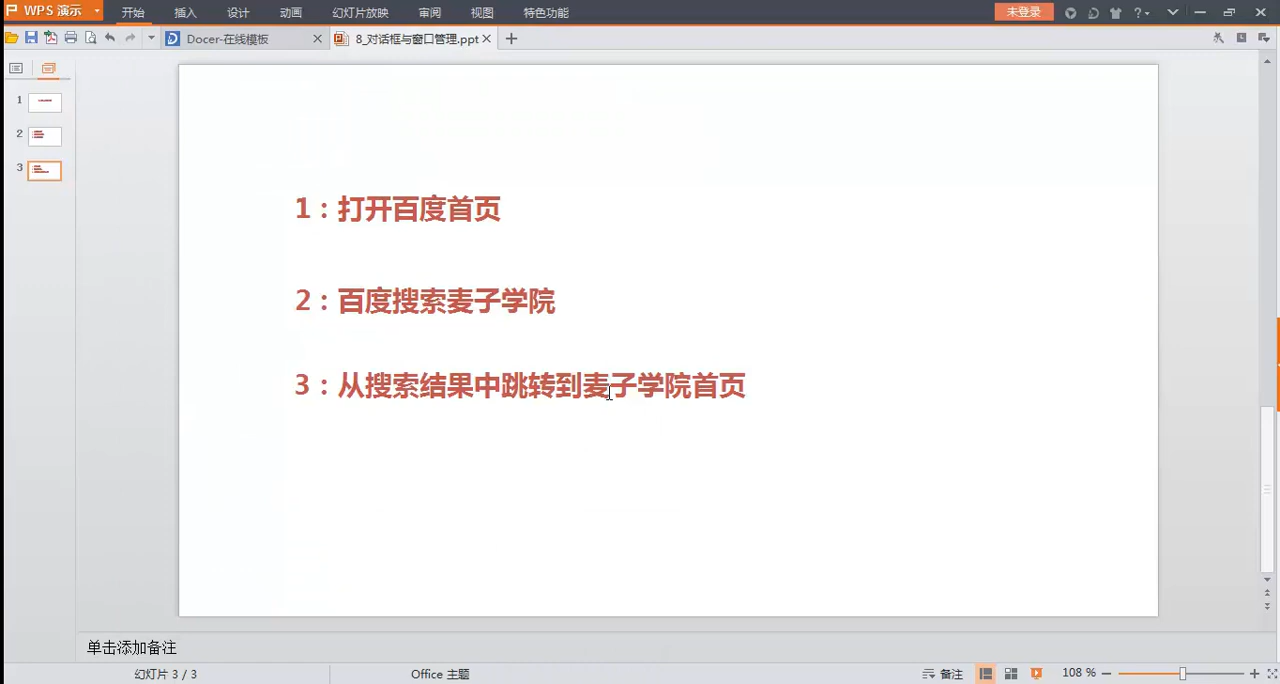 WPS 演示
开始
插入
设计
动画
幻灯片放映
审阅
视图
特色功能
未登录
Docer-在线模板
8_对话框与窗口管理.ppt
1
2
3
1：打开百度首页
2：百度搜索麦子学院
3：从搜索结果中跳转到麦子学院首页
单击添加备注
幻灯片 3 / 3
Office 主题
备注
108 %